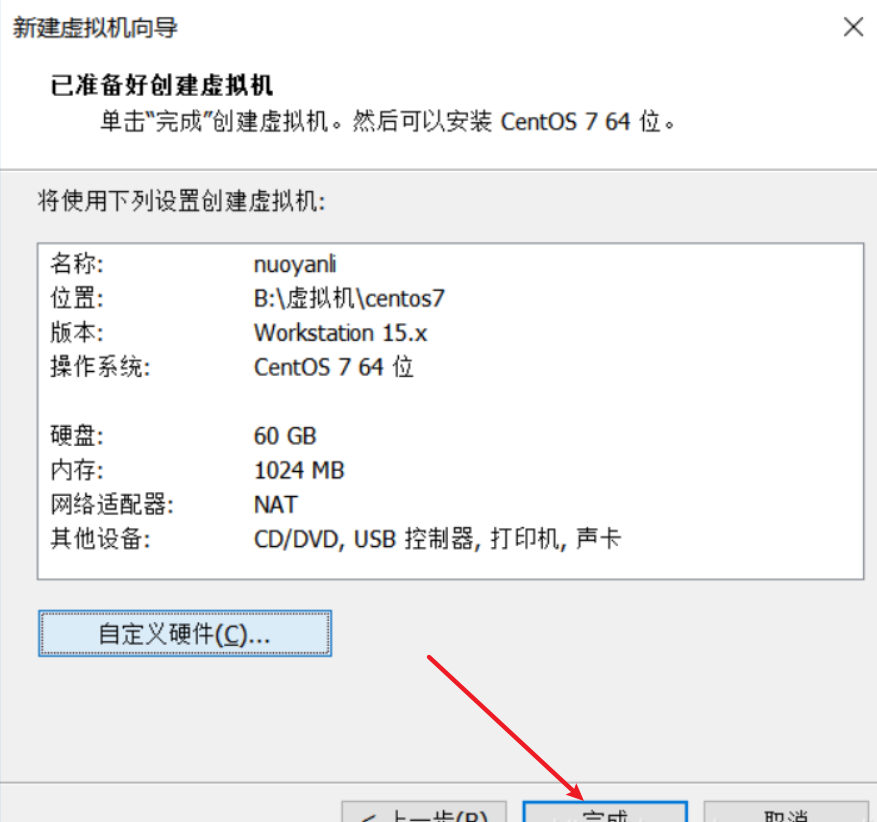 新建虚拟机向导
已准备好创建虚拟机
单击“完成”创建虚拟机。然后可以安装 CentOS 7 64 位。
将使用下列设置创建虚拟机:
名称: nuoyanli
位置: B:\虚拟机\centos7
版本: Workstation 15.x
操作系统: CentOS 7 64 位
硬盘: 60 GB
内存: 1024 MB
网络适配器: NAT
其他设备: CD/DVD, USB 控制器, 打印机, 声卡
自定义硬件(C)...
< 上一步(B) 完成 取消